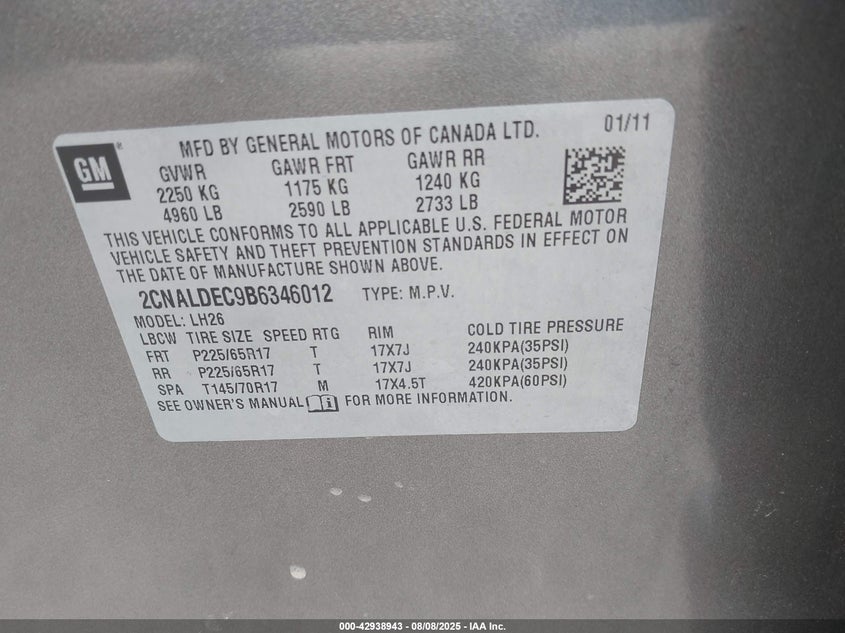 GM ®
MFD BY GENERAL MOTORS OF CANADA LTD. 01/11
GVWR GAWR FRT GAWR RR
2250 KG 1175 KG 1240 KG
4960 LB 2590 LB 2733 LB
THIS VEHICLE CONFORMS TO ALL APPLICABLE U.S. FEDERAL MOTOR
VEHICLE SAFETY AND THEFT PREVENTION STANDARDS IN EFFECT ON
THE DATE OF MANUFACTURE SHOWN ABOVE.
2CNALDEC9B6346012 TYPE: M.P.V.
MODEL: LH26
LBCW TIRE SIZE SPEED RTG RIM COLD TIRE PRESSURE
FRT P225/65R17 T 17X7J 240KPA(35PSI)
RR P225/65R17 T 17X7J 240KPA(35PSI)
SPA T145/70R17 M 17X4.5T 420KPA(60PSI)
SEE OWNER'S MANUAL i FOR MORE INFORMATION.
000-42938943 / 08/08/2025 - IAA Inc.